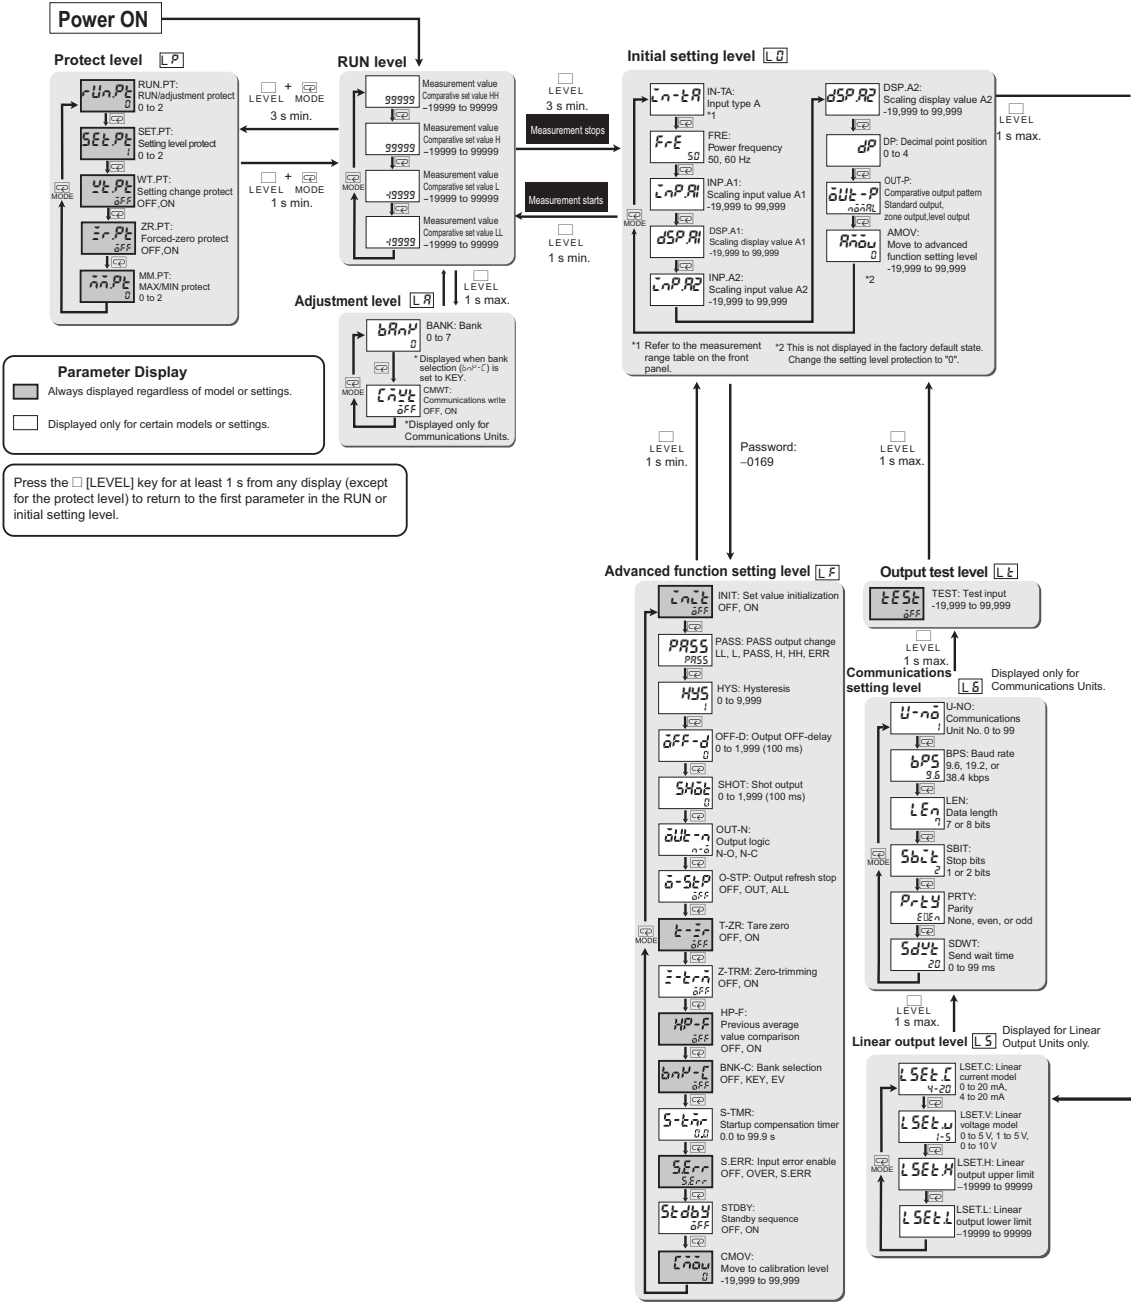 Power ON
Protect level LP
RUN.PT:
RUN/adjustment protect
0 to 2
SET.PT:
Setting level protect
0 to 2
WT.PT:
Setting change protect
OFF,ON
ZR.PT:
Forced-zero protect
OFF,ON
MM.PT:
MAX/MIN protect
0 to 2
MODE
LEVEL + MODE
3 s min.
LEVEL + MODE
1 s min.
RUN level
99999
Measurement value
Comparative set value HH
–19999 to 99999
99999
Measurement value
Comparative set value H
–19999 to 99999
-19999
Measurement value
Comparative set value L
–19999 to 99999
-19999
Measurement value
Comparative set value LL
–19999 to 99999
MODE
LEVEL
3 s min.
Measurement stops
Measurement starts
LEVEL
1 s min.
LEVEL
1 s max.
Adjustment level LA
BANK: Bank
0 to 7
* Displayed when bank
selection (bnk-C) is
set to KEY.
CMWT:
Communications write
OFF, ON
*Displayed only for
Communications Units.
MODE
Initial setting level L0
IN-TA:
Input type A
*1
FRE:
Power frequency
50, 60 Hz
INP.A1:
Scaling input value A1
-19,999 to 99,999
DSP.A1:
Scaling display value A1
-19,999 to 99,999
INP.A2:
Scaling input value A2
-19,999 to 99,999
MODE
DSP.A2:
Scaling display value A2
-19,999 to 99,999
DP: Decimal point position
0 to 4
OUT-P:
Comparative output pattern
Standard output,
zone output,level output
AMOV:
Move to advanced
function setting level
-19,999 to 99,999
*2
*1 Refer to the measurement
range table on the front
panel.
*2 This is not displayed in the factory default state.
Change the setting level protection to "0".
LEVEL
1 s max.
Parameter Display
Always displayed regardless of model or settings.
Displayed only for certain models or settings.
Press the □ [LEVEL] key for at least 1 s from any display (except
for the protect level) to return to the first parameter in the RUN or
initial setting level.
LEVEL
1 s min.
Password:
–0169
LEVEL
1 s max.
Advanced function setting level LF
INIT: Set value initialization
OFF, ON
PASS: PASS output change
LL, L, PASS, H, HH, ERR
HYS: Hysteresis
0 to 9,999
OFF-D: Output OFF-delay
0 to 1,999 (100 ms)
SHOT: Shot output
0 to 1,999 (100 ms)
OUT-N:
Output logic
N-O, N-C
O-STP: Output refresh stop
OFF, OUT, ALL
T-ZR: Tare zero
OFF, ON
Z-TRM: Zero-trimming
OFF, ON
HP-F:
Previous average
value comparison
OFF, ON
BNK-C: Bank selection
OFF, KEY, EV
S-TMR:
Startup compensation timer
0.0 to 99.9 s
S.ERR: Input error enable
OFF, OVER, S.ERR
STDBY:
Standby sequence
OFF, ON
CMOV:
Move to calibration level
-19,999 to 99,999
MODE
Output test level Lt
TEST: Test input
-19,999 to 99,999
LEVEL
1 s max.
Communications
setting level L6
Displayed only for
Communications Units.
U-NO:
Communications
Unit No. 0 to 99
BPS: Baud rate
9.6, 19.2, or
38.4 kbps
LEN:
Data length
7 or 8 bits
SBIT:
Stop bits
1 or 2 bits
PRTY:
Parity
None, even, or odd
SDWT:
Send wait time
0 to 99 ms
MODE
LEVEL
1 s max.
Linear output level L5
Displayed for Linear
Output Units only.
LSET.C: Linear
current model
0 to 20 mA,
4 to 20 mA
LSET.V: Linear
voltage model
0 to 5 V, 1 to 5 V,
0 to 10 V
LSET.H: Linear
output upper limit
–19999 to 99999
LSET.L: Linear
output lower limit
–19999 to 99999
MODE